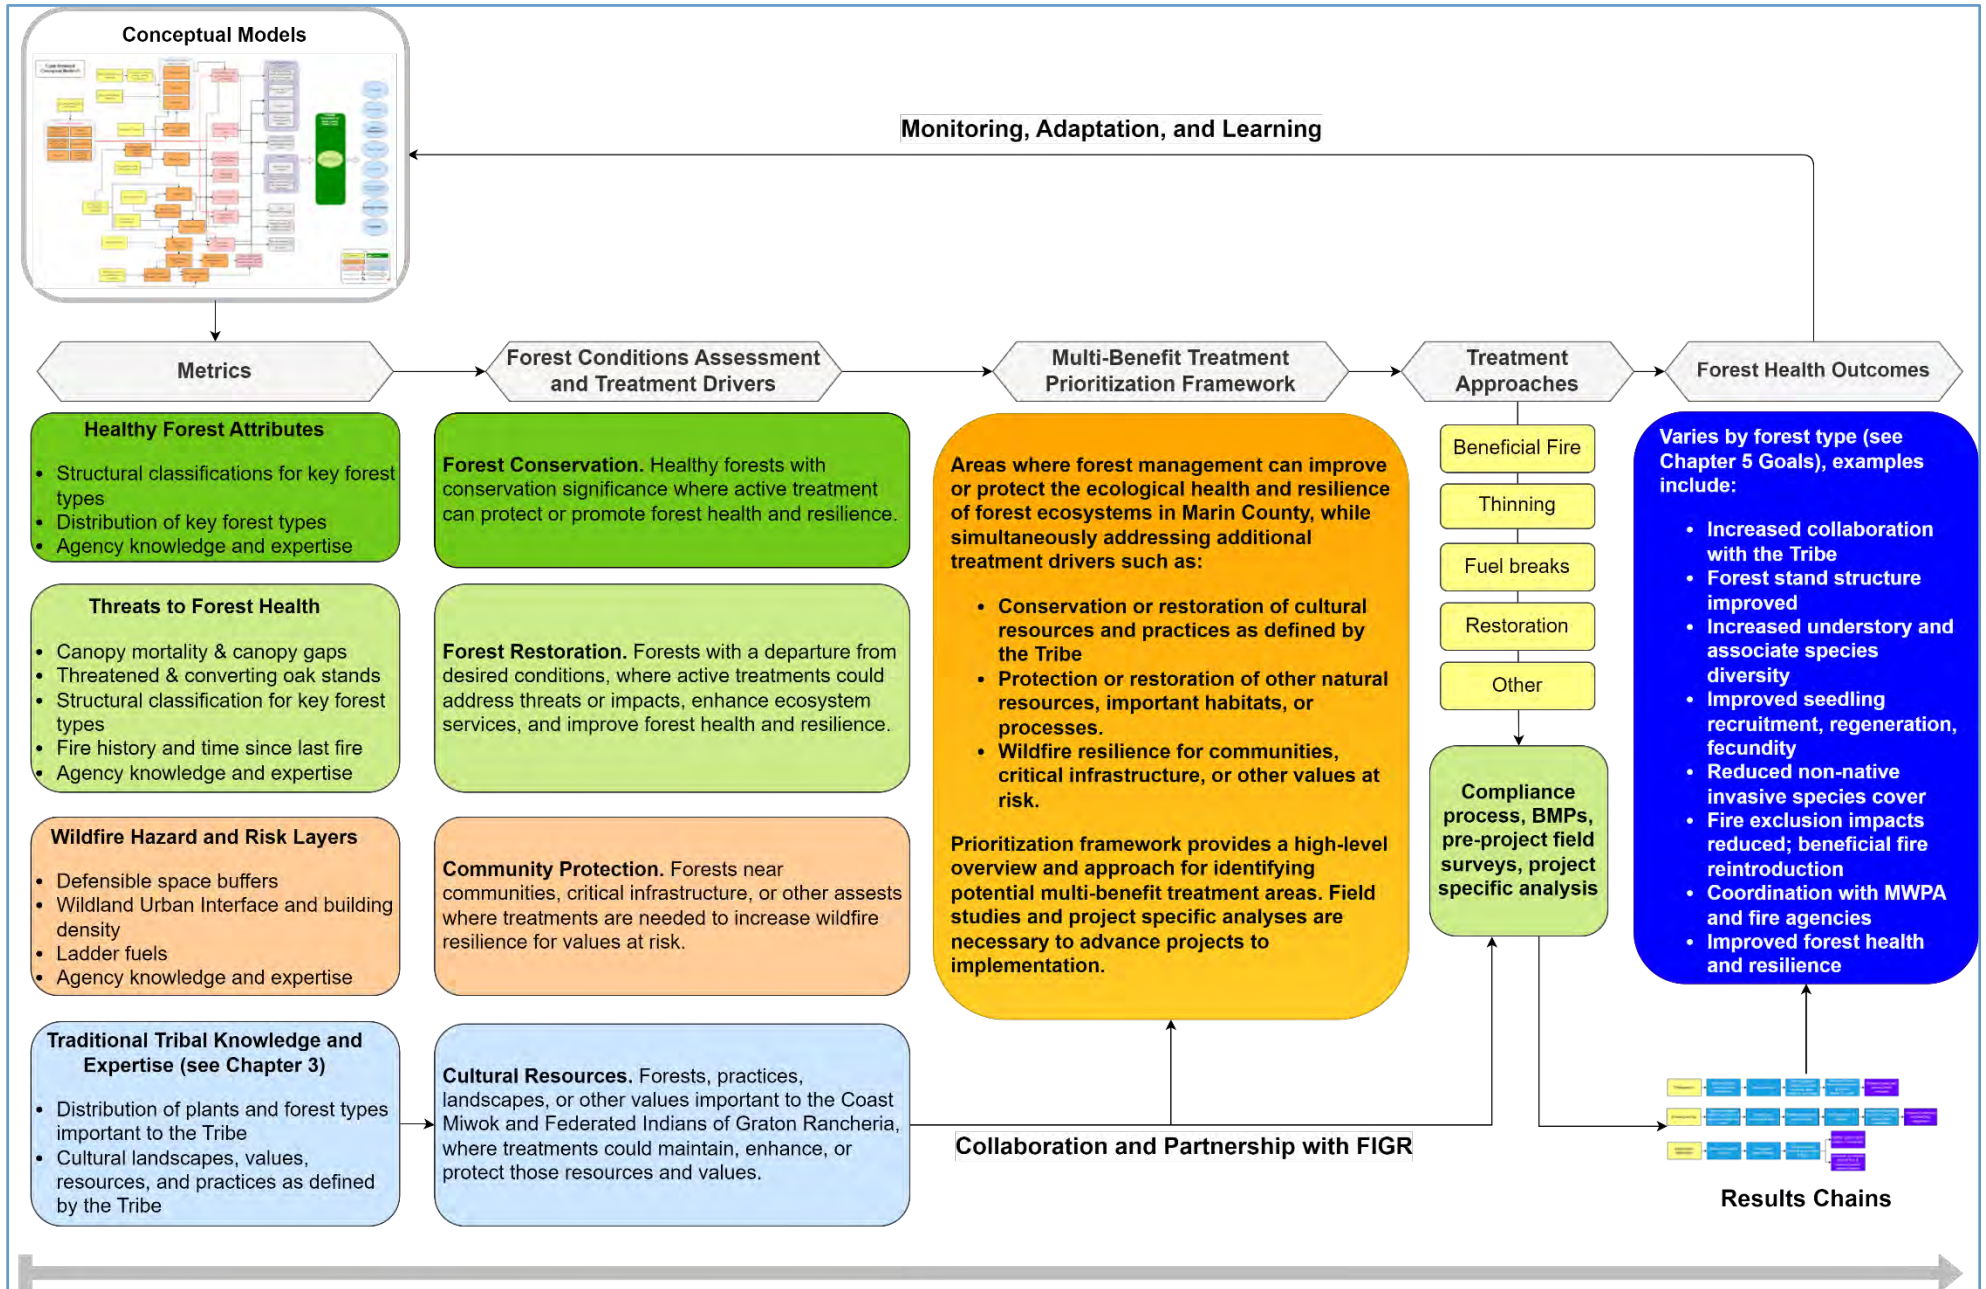 Conceptual Models
Monitoring, Adaptation, and Learning
Metrics
Forest Conditions Assessment
and Treatment Drivers
Multi-Benefit Treatment
Prioritization Framework
Treatment
Approaches
Forest Health Outcomes
Healthy Forest Attributes
• Structural classifications for key forest
types
• Distribution of key forest types
• Agency knowledge and expertise
Threats to Forest Health
• Canopy mortality & canopy gaps
• Threatened & converting oak stands
• Structural classification for key forest
types
• Fire history and time since last fire
• Agency knowledge and expertise
Wildfire Hazard and Risk Layers
• Defensible space buffers
• Wildland Urban Interface and building
density
• Ladder fuels
• Agency knowledge and expertise
Traditional Tribal Knowledge and
Expertise (see Chapter 3)
• Distribution of plants and forest types
important to the Tribe
• Cultural landscapes, values,
resources, and practices as defined
by the Tribe
Forest Conservation. Healthy forests with
conservation significance where active treatment
can protect or promote forest health and resilience.
Forest Restoration. Forests with a departure from
desired conditions, where active treatments could
address threats or impacts, enhance ecosystem
services, and improve forest health and resilience.
Community Protection. Forests near
communities, critical infrastructure, or other assests
where treatments are needed to increase wildfire
resilience for values at risk.
Cultural Resources. Forests, practices,
landscapes, or other values important to the Coast
Miwok and Federated Indians of Graton Rancheria,
where treatments could maintain, enhance, or
protect those resources and values.
Areas where forest management can improve
or protect the ecological health and resilience
of forest ecosystems in Marin County, while
simultaneously addressing additional
treatment drivers such as:
• Conservation or restoration of cultural
resources and practices as defined by
the Tribe
• Protection or restoration of other natural
resources, important habitats, or
processes.
• Wildfire resilience for communities,
critical infrastructure, or other values at
risk.
Prioritization framework provides a high-level
overview and approach for identifying
potential multi-benefit treatment areas. Field
studies and project specific analyses are
necessary to advance projects to
implementation.
Collaboration and Partnership with FIGR
Beneficial Fire
Thinning
Fuel breaks
Restoration
Other
Compliance
process, BMPs,
pre-project field
surveys, project
specific analysis
Varies by forest type (see
Chapter 5 Goals), examples
include:
• Increased collaboration
with the Tribe
• Forest stand structure
improved
• Increased understory and
associate species
diversity
• Improved seedling
recruitment, regeneration,
fecundity
• Reduced non-native
invasive species cover
• Fire exclusion impacts
reduced; beneficial fire
reintroduction
• Coordination with MWPA
and fire agencies
• Improved forest health
and resilience
Results Chains